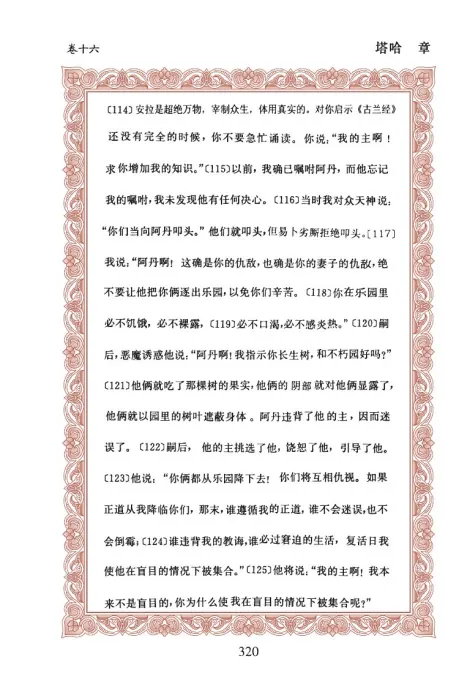 卷十六 塔哈 章
〔114〕安拉是超绝万物，宰制众生，体用真实的。对你启示《古兰经》
还没有完全的时候，你不要急忙诵读。你说：“我的主啊！
求你增加我的知识。”〔115〕以前，我确已嘱咐阿丹，而他忘记
我的嘱咐，我未发现他有任何决心。〔116〕当时我对众天神说：
“你们当向阿丹叩头。”他们就叩头，但易卜劣厮拒绝叩头。〔117〕
我说：“阿丹啊！这确是你的仇敌，也确是你的妻子的仇敌，绝
不要让他把你俩逐出乐园，以免你们辛苦。〔118〕你在乐园里
必不饥饿，必不裸露，〔119〕必不口渴，必不感炎热。”〔120〕嗣
后，恶魔诱惑他说：“阿丹啊！我指示你长生树，和不朽园好吗？”
〔121〕他俩就吃了那棵树的果实，他俩的阴部就对他俩显露了，
他俩就以园里的树叶遮蔽身体。阿丹违背了他的主，因而迷
误了。〔122〕嗣后，他的主挑选了他，饶恕了他，引导了他。
〔123〕他说：“你俩都从乐园降下去！你们将互相仇视。如果
正道从我降临你们，那末，谁遵循我的正道，谁不会迷误，也不
会倒霉；〔124〕谁违背我的教诲，谁必过窘迫的生活，复活日我
使他在盲目的情况下被集合。”〔125〕他将说：“我的主啊！我本
来不是盲目的，你为什么使我在盲目的情况下被集合呢？”
320